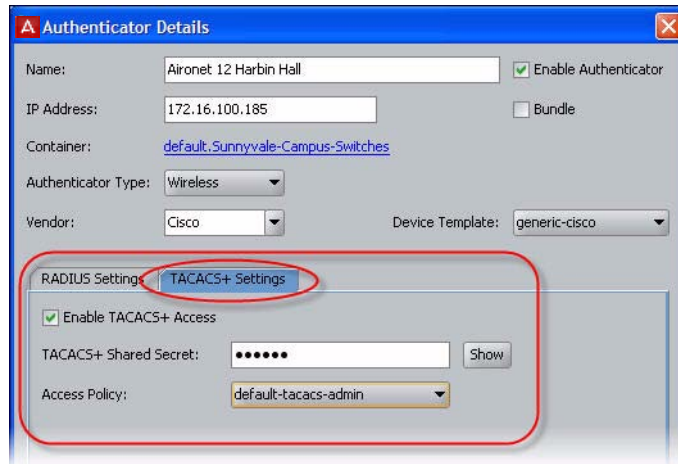 A Authenticator Details
Name: Aironet 12 Harbin Hall Enable Authenticator
IP Address: 172.16.100.185 Bundle
Container: default.Sunnyvale-Campus-Switches
Authenticator Type: Wireless
Vendor: Cisco Device Template: generic-cisco
RADIUS Settings TACACS+ Settings
Enable TACACS+ Access
TACACS+ Shared Secret: ●●●●●● Show
Access Policy: default-tacacs-admin